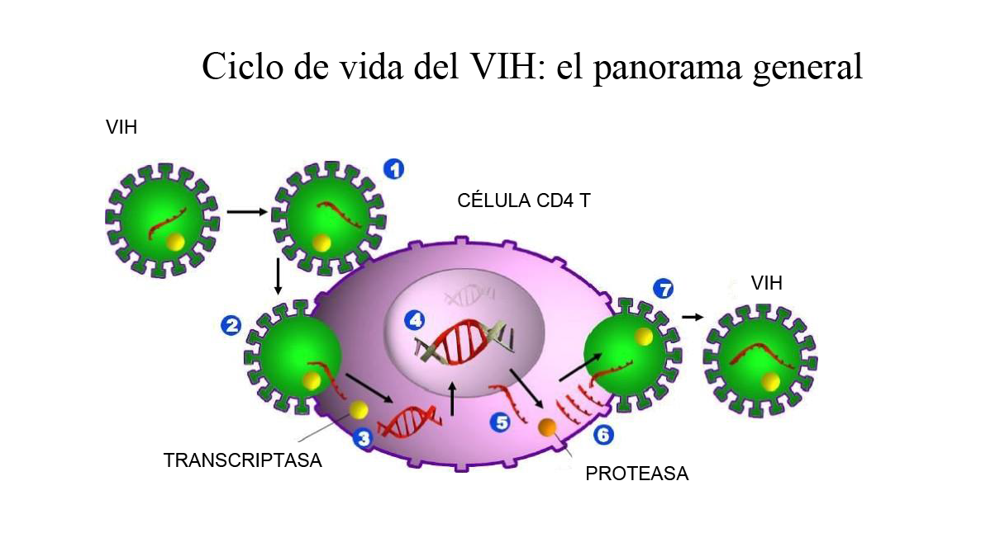 Ciclo de vida del VIH: el panorama general
VIH
1
CÉLULA CD4 T
7
VIH
2
4
5
6
3
TRANSCRIPTASA
PROTEASA